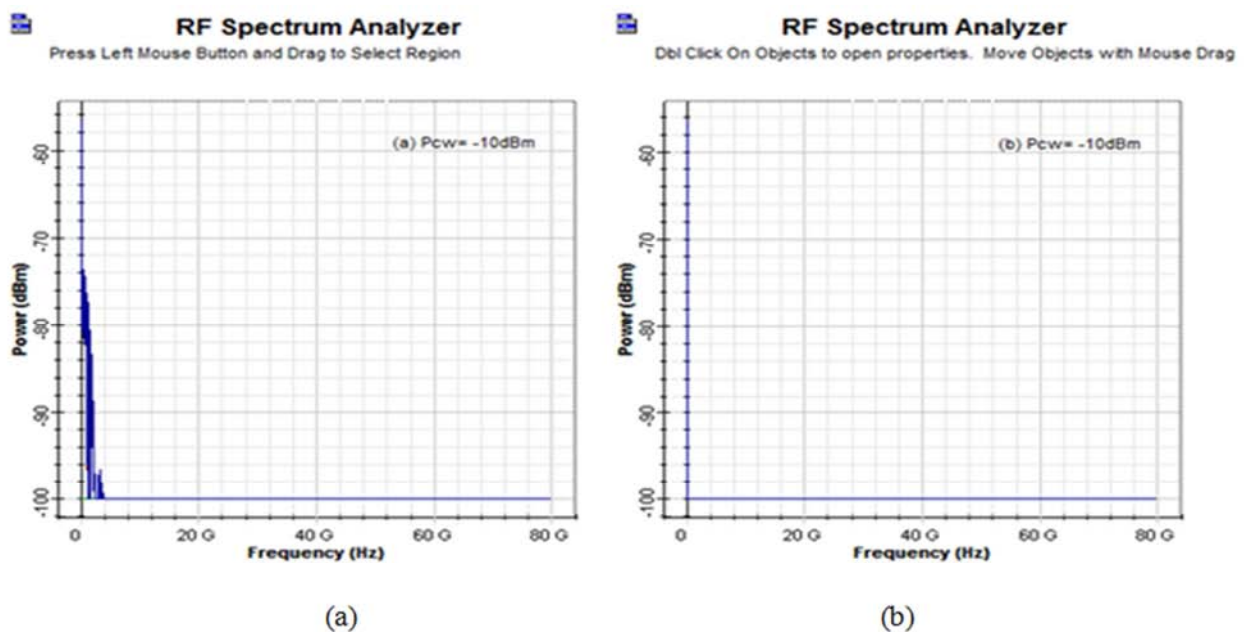 RF Spectrum Analyzer
Press Left Mouse Button and Drag to Select Region
(a) Pcw= -10dBm
Power (dBm)
-60
-70
-80
-90
-100
0 20 G 40 G 60 G 80 G
Frequency (Hz)
(a)
RF Spectrum Analyzer
Dbl Click On Objects to open properties. Move Objects with Mouse Drag
(b) Pcw= -10dBm
Power (dBm)
-60
-70
-80
-90
-100
0 20 G 40 G 60 G 80 G
Frequency (Hz)
(b)